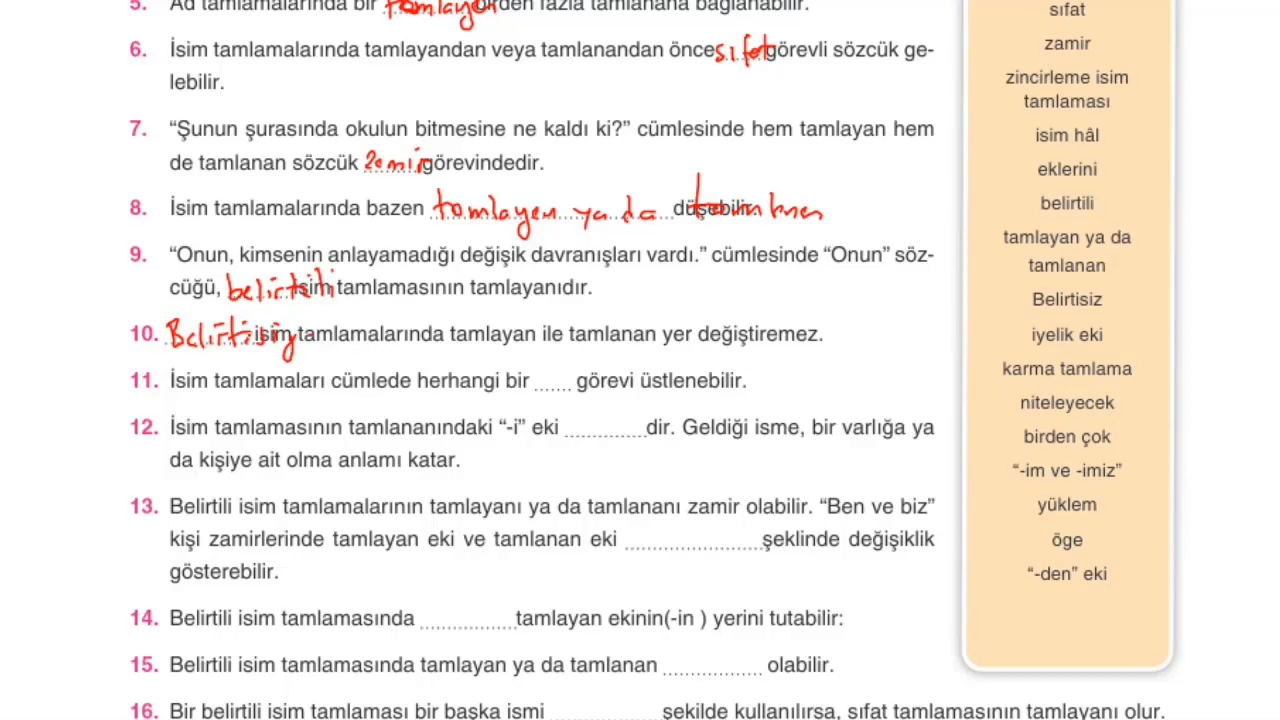 5. Ad tamlamalarında bir tamlayen birden fazla tamlanana bağlanabilir.
6. İsim tamlamalarında tamlayandan veya tamlanandan önce sıfat görevli sözcük ge-
lebilir.
7. “Şunun şurasında okulun bitmesine ne kaldı ki?” cümlesinde hem tamlayan hem
de tamlanan sözcük zamir görevindedir.
8. İsim tamlamalarında bazen tamlayen ya da tamlanan düşebilir.
9. “Onun, kimsenin anlayamadığı değişik davranışları vardı.” cümlesinde “Onun” söz-
cüğü, belirtili isim tamlamasının tamlayanıdır.
10. Belirtisiz isim tamlamalarında tamlayan ile tamlanan yer değiştiremez.
11. İsim tamlamaları cümlede herhangi bir ....... görevi üstlenebilir.
12. İsim tamlamasının tamlananındaki “-i” eki ...............dir. Geldiği isme, bir varlığa ya
da kişiye ait olma anlamı katar.
13. Belirtili isim tamlamalarının tamlayanı ya da tamlananı zamir olabilir. “Ben ve biz”
kişi zamirlerinde tamlayan eki ve tamlanan eki .........................şeklinde değişiklik
gösterebilir.
14. Belirtili isim tamlamasında .................tamlayan ekinin(-in ) yerini tutabilir:
15. Belirtili isim tamlamasında tamlayan ya da tamlanan .................. olabilir.
16. Bir belirtili isim tamlaması bir başka ismi .................... şekilde kullanılırsa, sıfat tamlamasının tamlayanı olur.
sıfat
zamir
zincirleme isim
tamlaması
isim hâl
eklerini
belirtili
tamlayan ya da
tamlanan
Belirtisiz
iyelik eki
karma tamlama
niteleyecek
birden çok
“-im ve -imiz”
yüklem
öge
“-den” eki